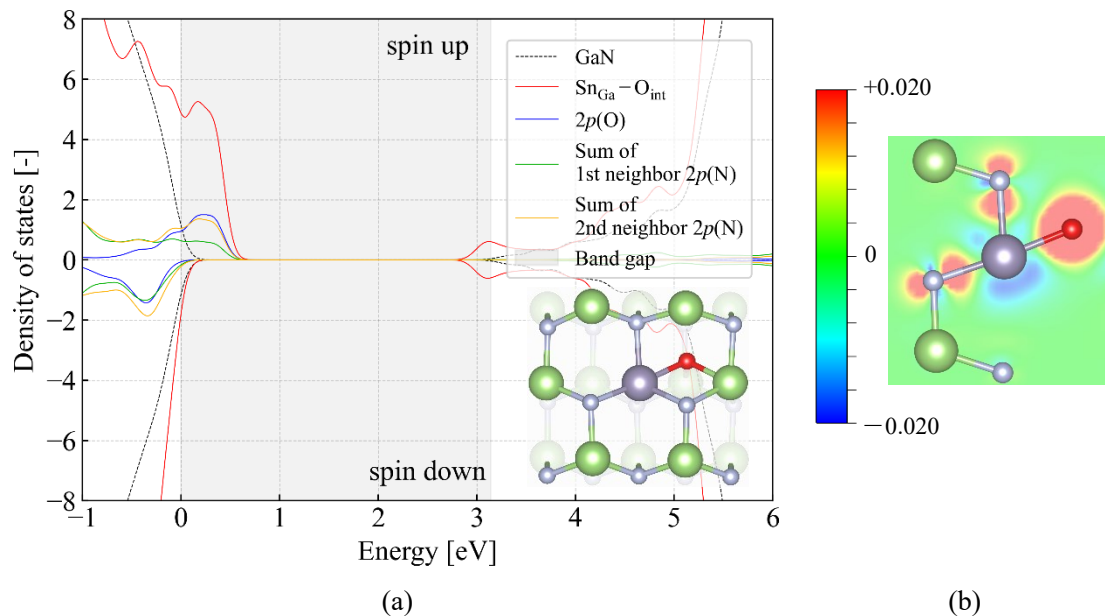 8
6
4
2
0
−2
−4
−6
−8
Density of states [-]
−1
0
1
2
3
4
5
6
Energy [eV]
spin up
spin down
GaN
SnGa−Oint
2p(O)
Sum of
1st neighbor 2p(N)
Sum of
2nd neighbor 2p(N)
Band gap
(a)
+0.020
0
−0.020
(b)